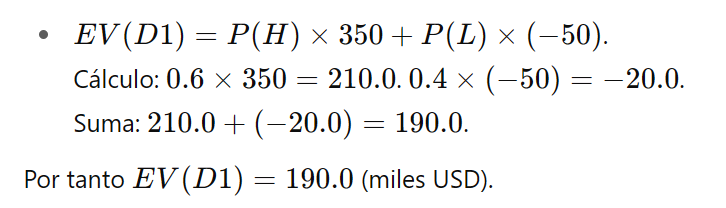 • EV(D1) = P(H) × 350 + P(L) × (−50).
Cálculo: 0.6 × 350 = 210.0. 0.4 × (−50) = −20.0.
Suma: 210.0 + (−20.0) = 190.0.
Por tanto EV(D1) = 190.0 (miles USD).